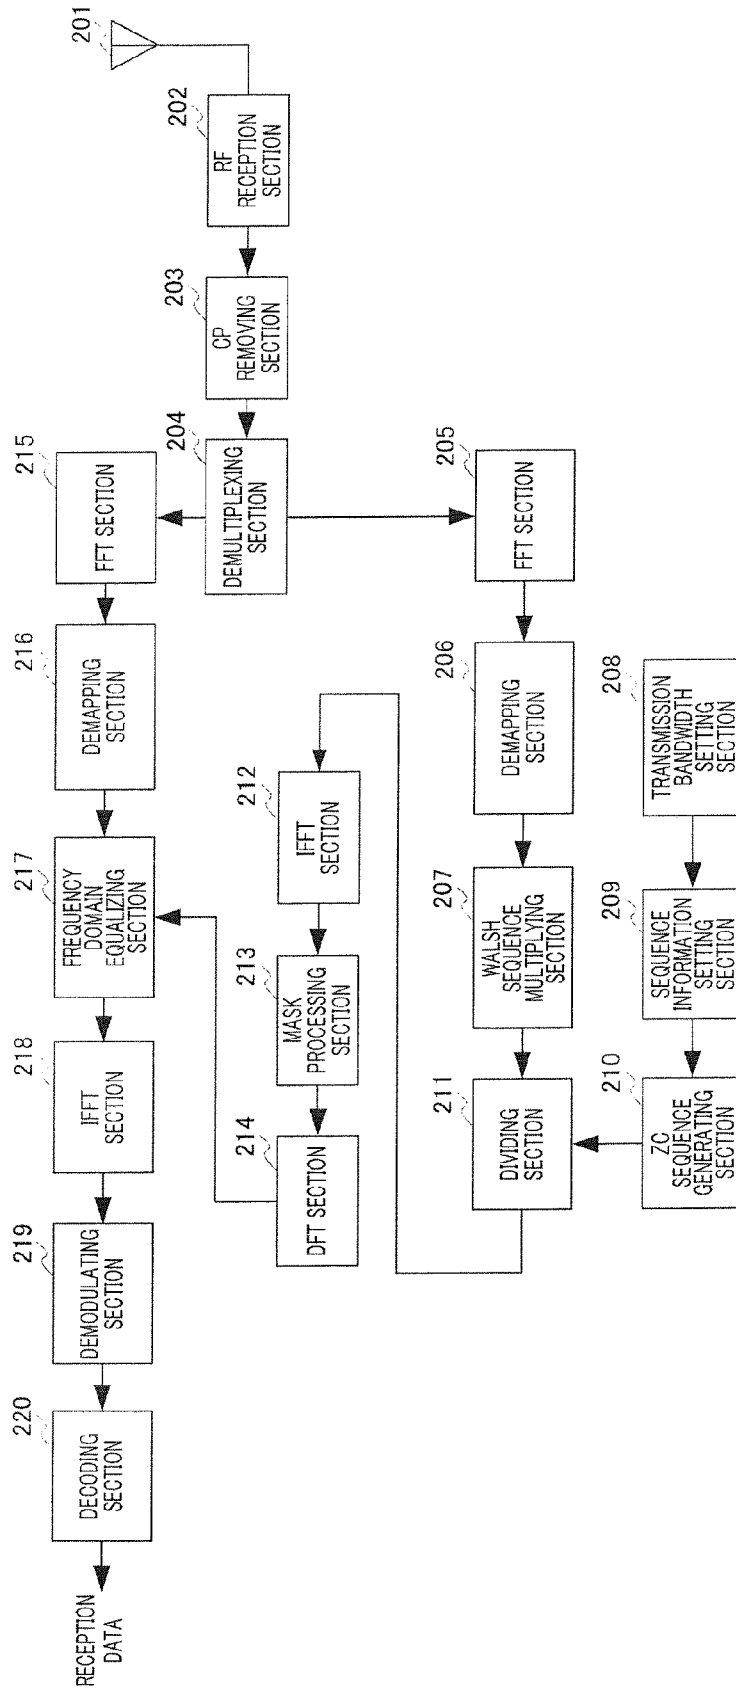 201
202
RF
RECEPTION
SECTION
203
CP
REMOVING
SECTION
204
DEMULTIPLEXING
SECTION
215
FFT SECTION
216
DEMAPPING
SECTION
217
FREQUENCY
DOMAIN
EQUALIZING
SECTION
218
IFFT
SECTION
219
DEMODULATING
SECTION
220
DECODING
SECTION
RECEPTION
DATA
212
IFFT
SECTION
213
MASK
PROCESSING
SECTION
214
DFT SECTION
205
FFT SECTION
206
DEMAPPING
SECTION
207
WALSH
SEQUENCE
MULTIPLYING
SECTION
211
DIVIDING
SECTION
208
TRANSMISSION
BANDWIDTH
SETTING
SECTION
209
SEQUENCE
INFORMATION
SETTING
SECTION
210
ZC
SEQUENCE
GENERATING
SECTION